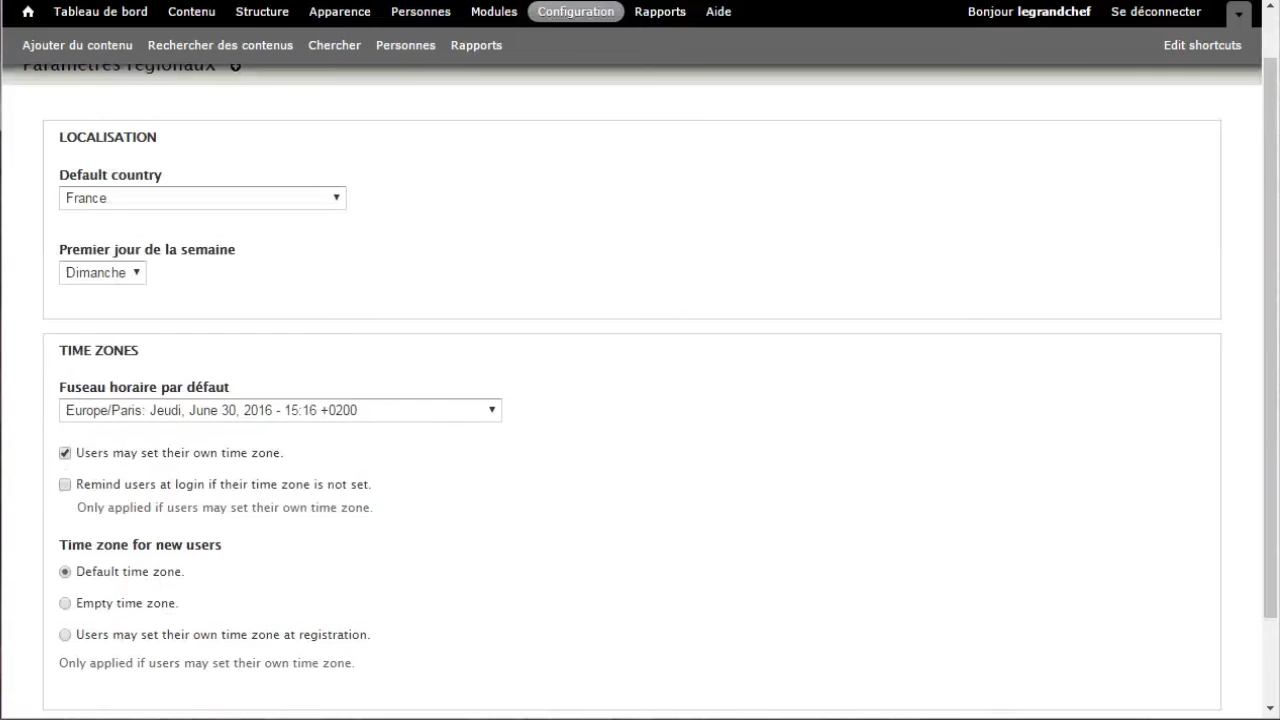 Tableau de bord Contenu Structure Apparence Personnes Modules Configuration Rapports Aide Bonjour legrandchef Se déconnecter
Ajouter du contenu Rechercher des contenus Chercher Personnes Rapports Edit shortcuts
Paramètres régionaux
LOCALISATION
Default country
France
Premier jour de la semaine
Dimanche
TIME ZONES
Fuseau horaire par défaut
Europe/Paris: Jeudi, June 30, 2016 - 15:16 +0200
Users may set their own time zone.
Remind users at login if their time zone is not set.
Only applied if users may set their own time zone.
Time zone for new users
Default time zone.
Empty time zone.
Users may set their own time zone at registration.
Only applied if users may set their own time zone.